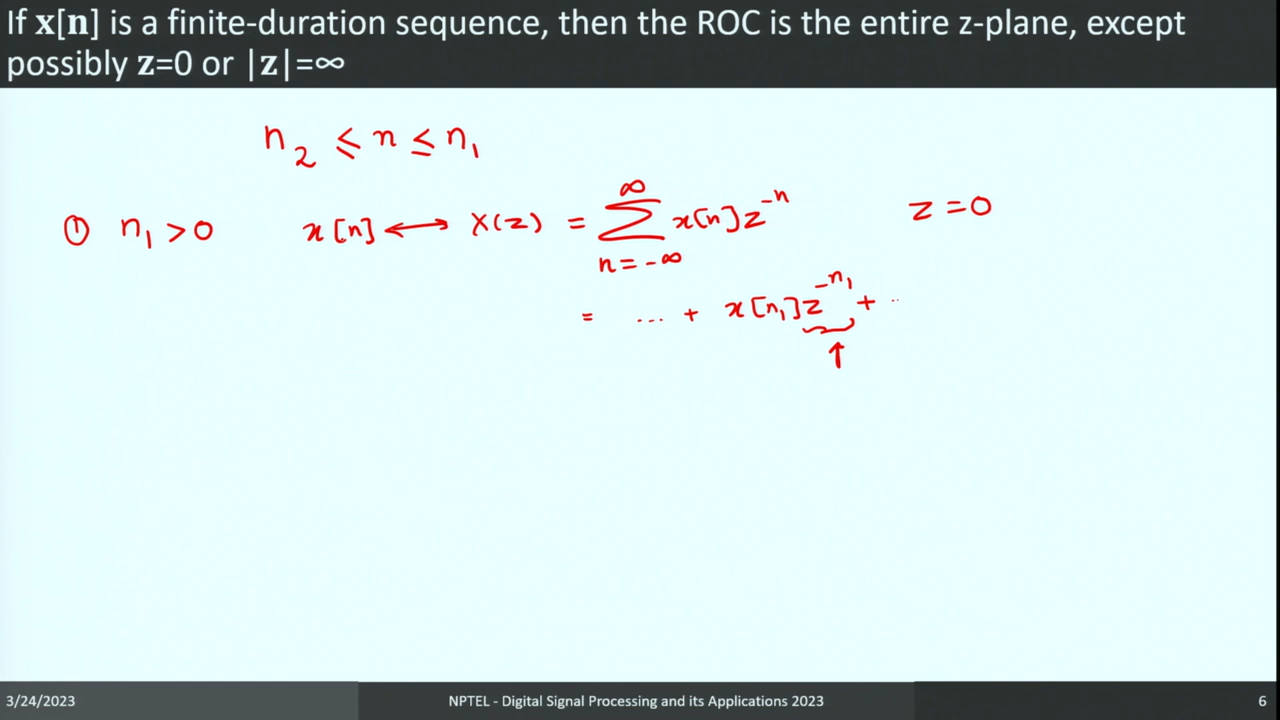 If x[n] is a finite-duration sequence, then the ROC is the entire z-plane, except
possibly z=0 or |z|=∞
n₂ ≤ n ≤ n₁
① n₁ > 0 x[n] ↔ X(z) = ∑_{n=-∞}^{∞} x[n] z^{-n} z = 0
= ... + x[n₁] z^{-n₁} + ..
↑
3/24/2023 NPTEL - Digital Signal Processing and its Applications 2023 6